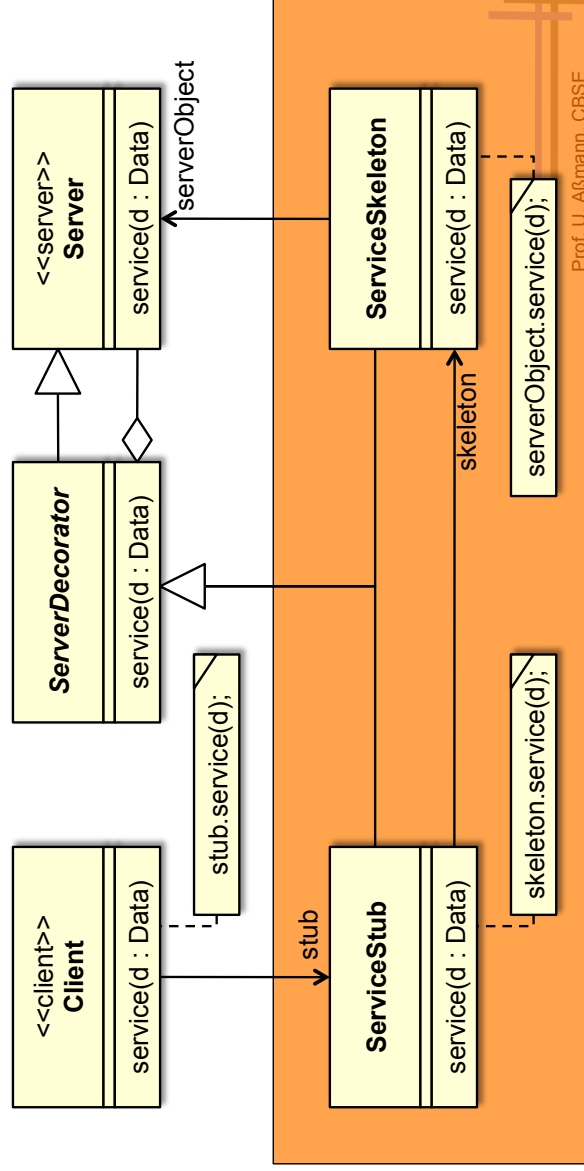 <<client>>
Client
service(d : Data)
stub.service(d);
ServerDecorator
service(d : Data)
<<server>>
Server
service(d : Data)
serverObject
stub
ServiceStub
service(d : Data)
skeleton.service(d);
skeleton
ServiceSkeleton
service(d : Data)
serverObject.service(d);
Prof. U. Aßmann, CBSE